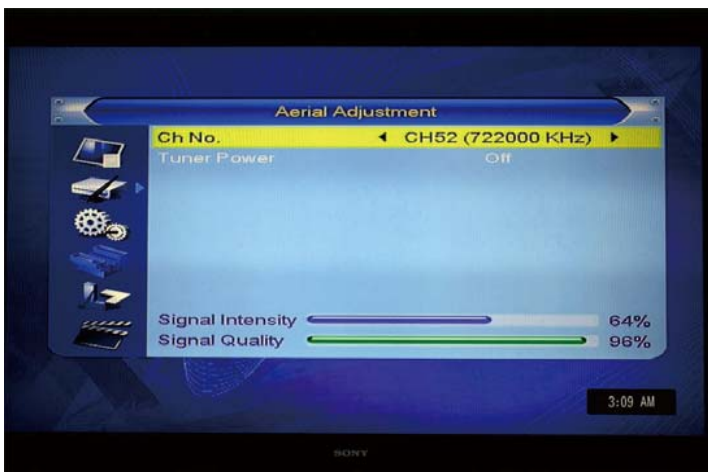 Aerial Adjustment
Ch No. CH52 (722000 KHz)
Tuner Power Off
Signal Intensity 64%
Signal Quality 96%
3:09 AM
SONY